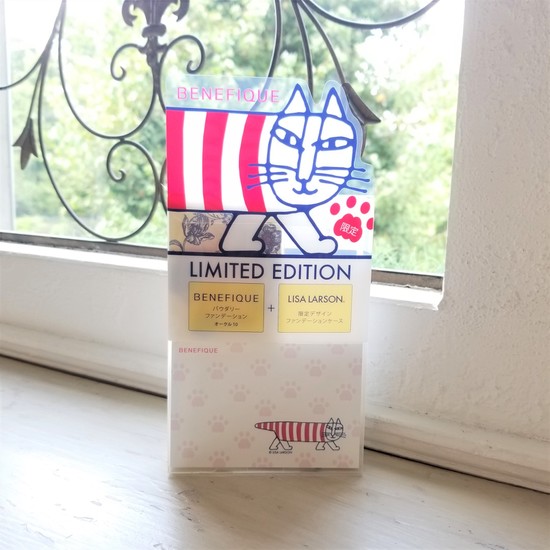 BENEFIQUE
限定
LIMITED EDITION
BENEFIQUE
パウダリー
ファンデーション
オークル10
+
LISA LARSON.
限定デザイン
ファンデーションケース
BENEFIQUE
© LISA LARSON